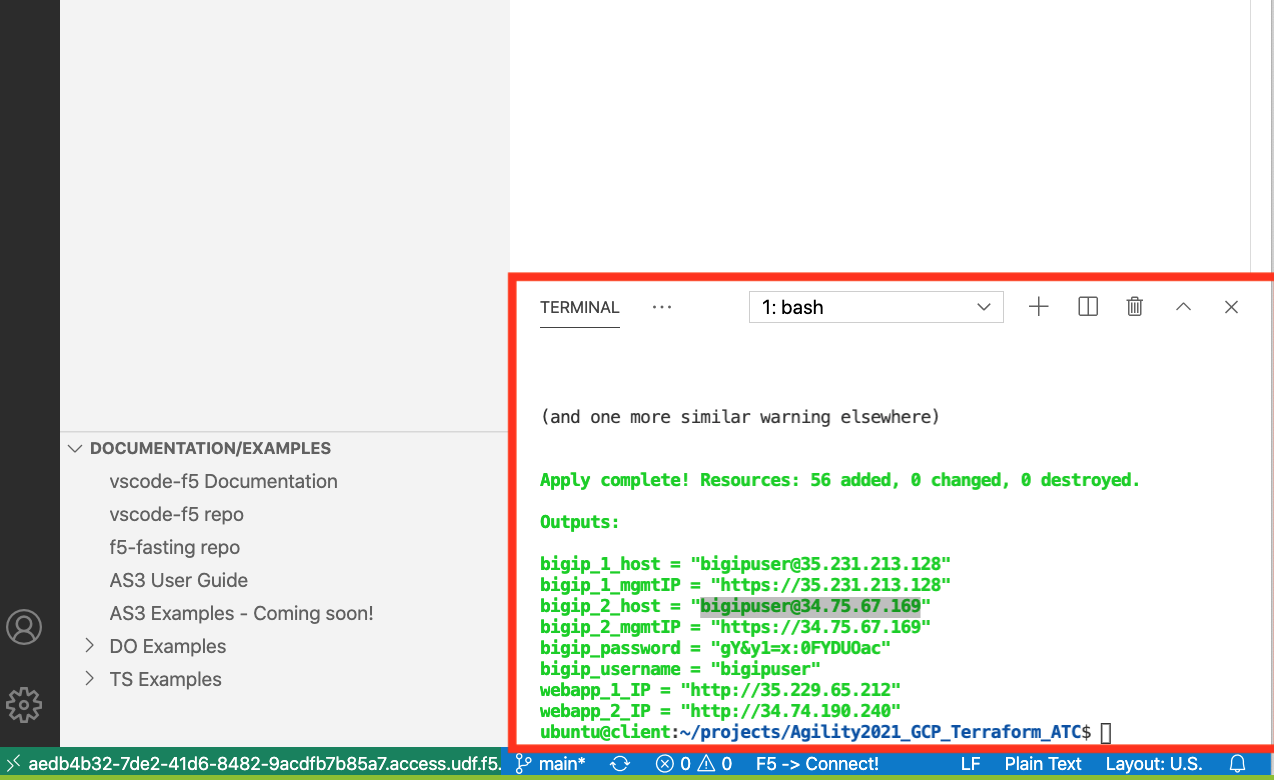 TERMINAL ...
1: bash
(and one more similar warning elsewhere)
Apply complete! Resources: 56 added, 0 changed, 0 destroyed.
Outputs:
bigip_1_host = "bigipuser@35.231.213.128"
bigip_1_mgmtIP = "https://35.231.213.128"
bigip_2_host = "bigipuser@34.75.67.169"
bigip_2_mgmtIP = "https://34.75.67.169"
bigip_password = "gY&y1=x:0FYDUOac"
bigip_username = "bigipuser"
webapp_1_IP = "http://35.229.65.212"
webapp_2_IP = "http://34.74.190.240"
ubuntu@client:~/projects/Agility2021_GCP_Terraform_ATC$
DOCUMENTATION/EXAMPLES
vscode-f5 Documentation
vscode-f5 repo
f5-fasting repo
AS3 User Guide
AS3 Examples - Coming soon!
DO Examples
TS Examples
aedb4b32-7de2-41d6-8482-9acdfb7b85a7.access.udf.f5. main* 0 0 F5 -> Connect! LF Plain Text Layout: U.S.